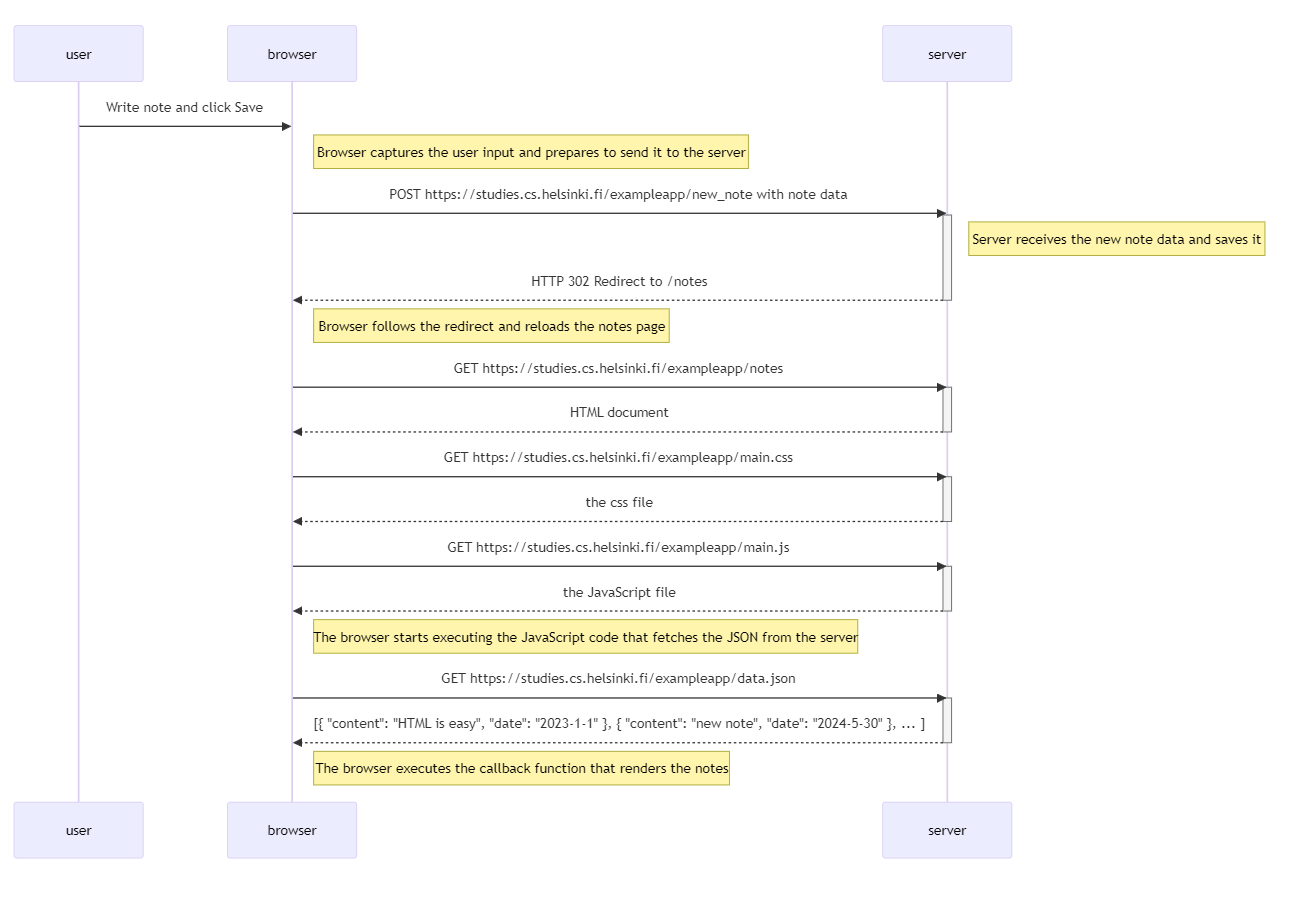 user
browser
server
Write note and click Save
Browser captures the user input and prepares to send it to the server
POST https://studies.cs.helsinki.fi/exampleapp/new_note with note data
Server receives the new note data and saves it
HTTP 302 Redirect to /notes
Browser follows the redirect and reloads the notes page
GET https://studies.cs.helsinki.fi/exampleapp/notes
HTML document
GET https://studies.cs.helsinki.fi/exampleapp/main.css
the css file
GET https://studies.cs.helsinki.fi/exampleapp/main.js
the JavaScript file
The browser starts executing the JavaScript code that fetches the JSON from the server
GET https://studies.cs.helsinki.fi/exampleapp/data.json
[{ "content": "HTML is easy", "date": "2023-1-1" }, { "content": "new note", "date": "2024-5-30" }, ... ]
The browser executes the callback function that renders the notes
user
browser
server